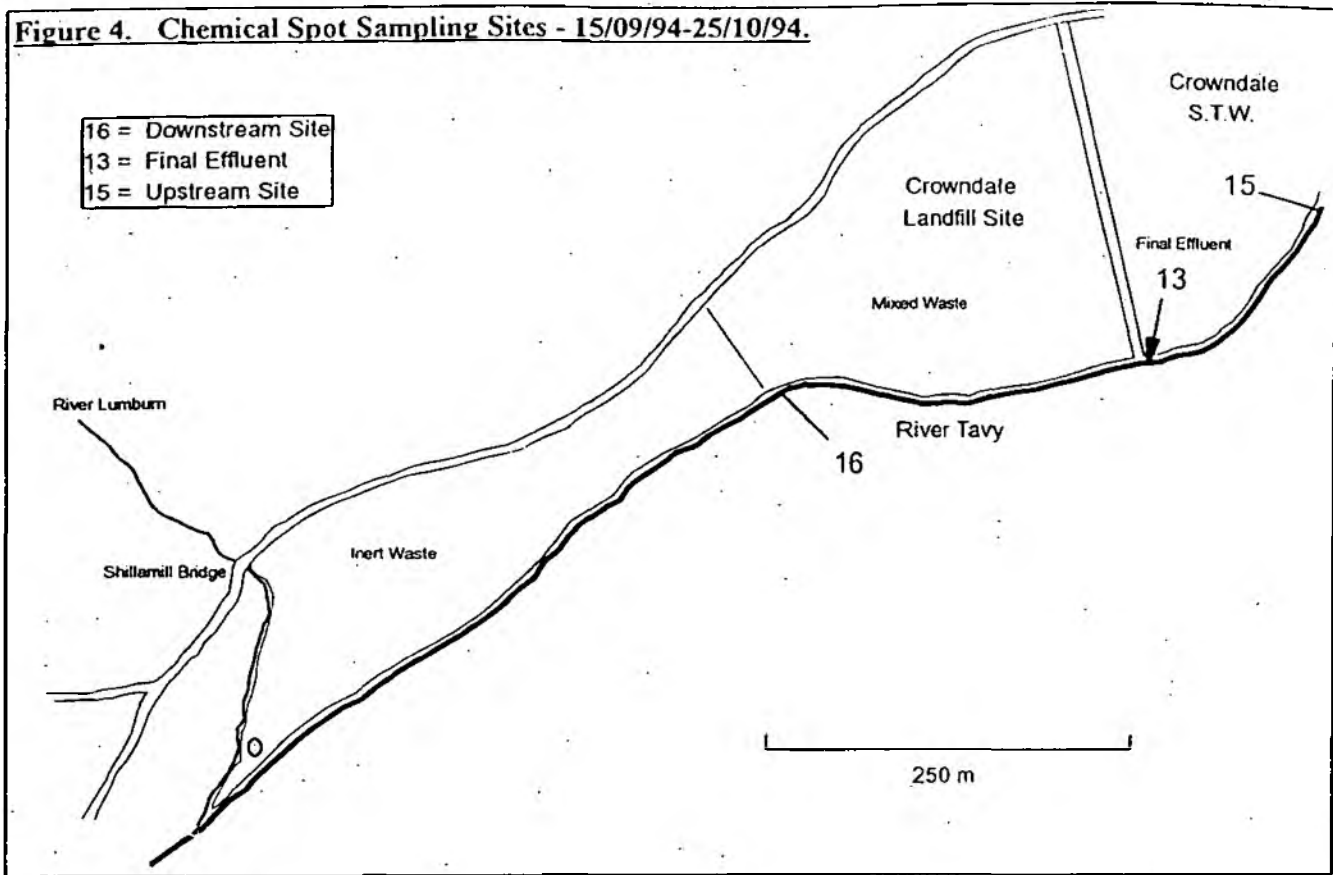 Figure 4. Chemical Spot Sampling Sites - 15/09/94-25/10/94.
16 = Downstream Site
13 = Final Effluent
15 = Upstream Site
Crowndale
S.T.W.
15
Crowndale
Landfill Site
Final Effluent
13
Mixed Waste
River Lumburn
River Tavy
16
Inert Waste
Shillamill Bridge
250 m